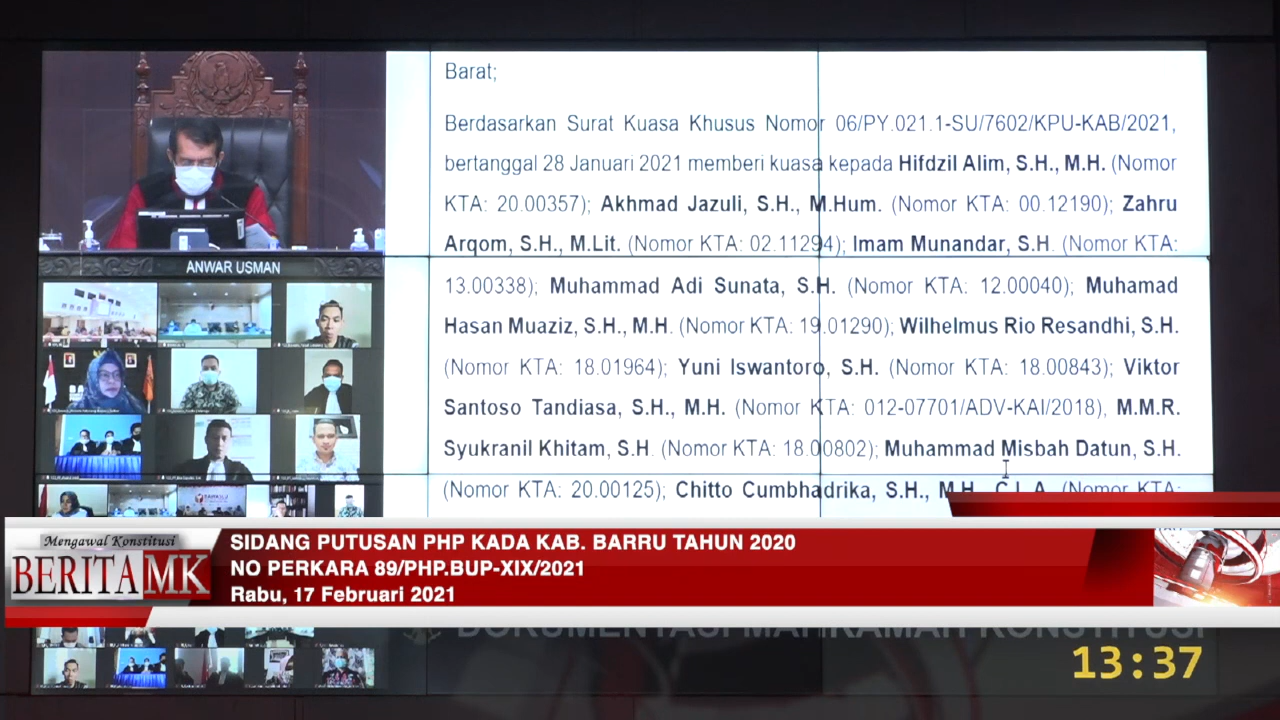 Barat;
Berdasarkan Surat Kuasa Khusus Nomor 06/PY.021.1-SU/7602/KPU-KAB/2021,
bertanggal 28 Januari 2021 memberi kuasa kepada Hifdzil Alim, S.H., M.H. (Nomor
KTA: 20.00357); Akhmad Jazuli, S.H., M.Hum. (Nomor KTA: 00.12190); Zahru
Arqom, S.H., M.Lit. (Nomor KTA: 02.11294); Imam Munandar, S.H. (Nomor KTA:
13.00338); Muhammad Adi Sunata, S.H. (Nomor KTA: 12.00040); Muhamad
Hasan Muaziz, S.H., M.H. (Nomor KTA: 19.01290); Wilhelmus Rio Resandhi, S.H.
(Nomor KTA: 18.01964); Yuni Iswantoro, S.H. (Nomor KTA: 18.00843); Viktor
Santoso Tandiasa, S.H., M.H. (Nomor KTA: 012-07701/ADV-KAI/2018), M.M.R.
Syukranil Khitam, S.H. (Nomor KTA: 18.00802); Muhammad Misbah Datun, S.H.
(Nomor KTA: 20.00125); Chitto Cumbhadrika, S.H., M.H., C.L.A. (Nomor KTA:
ANWAR USMAN
Mengawal Konstitusi
BERITA MK
SIDANG PUTUSAN PHP KADA KAB. BARRU TAHUN 2020
NO PERKARA 89/PHP.BUP-XIX/2021
Rabu, 17 Februari 2021
DOKUMENTASI MAHKAMAH KONSTITUSI
13:37